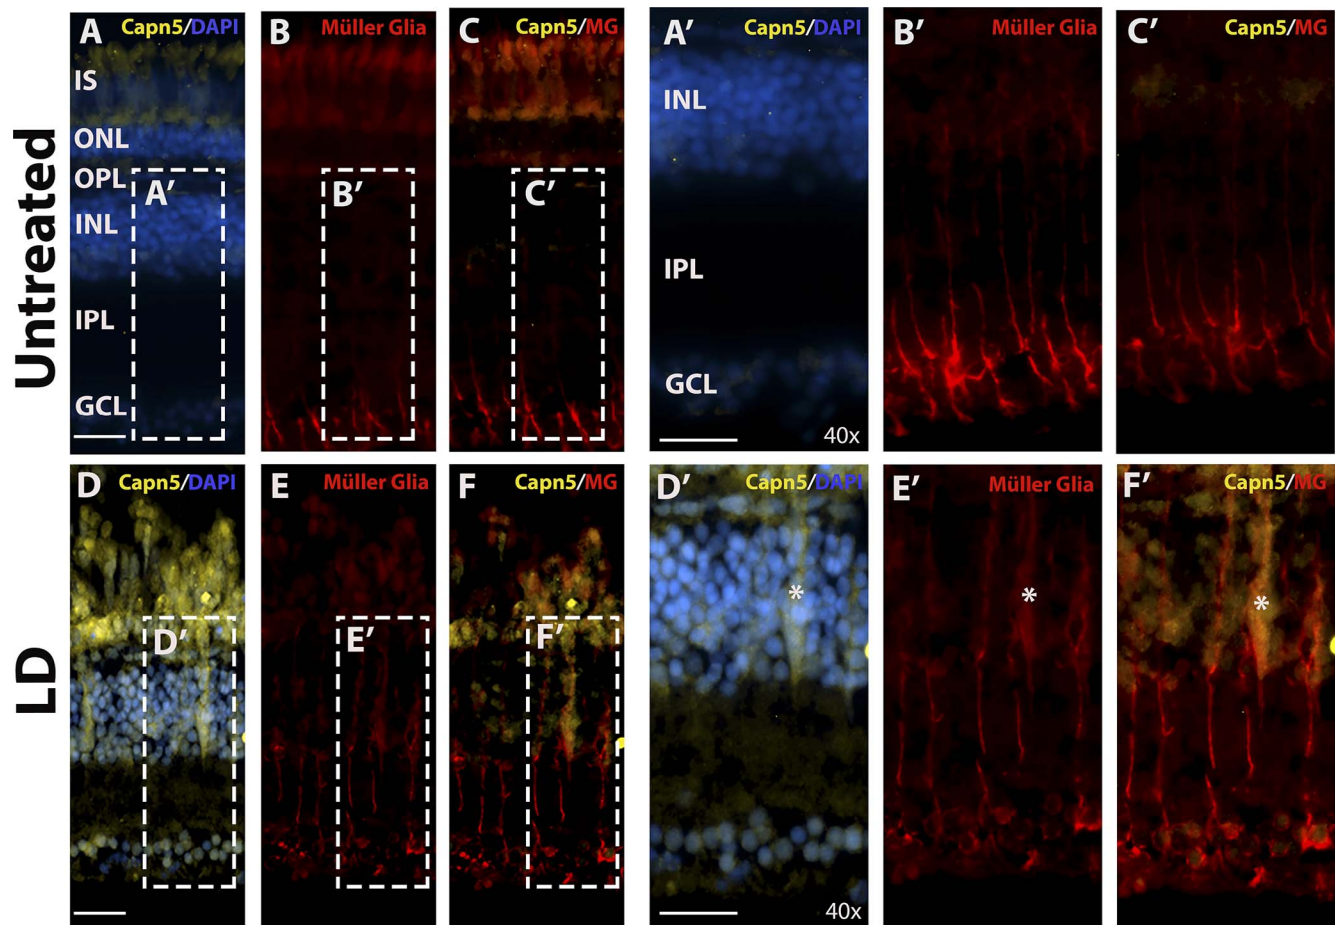 Untreated
A Capn5/DAPI
IS
ONL
OPL
A′
INL
IPL
GCL
B Müller Glia
B′
C Capn5/MG
C′
A′ Capn5/DAPI
INL
IPL
GCL
40x
B′ Müller Glia
C′ Capn5/MG
LD
D Capn5/DAPI
D′
E Müller Glia
E′
F Capn5/MG
F′
D′ Capn5/DAPI
*
40x
E′ Müller Glia
*
F′ Capn5/MG
*